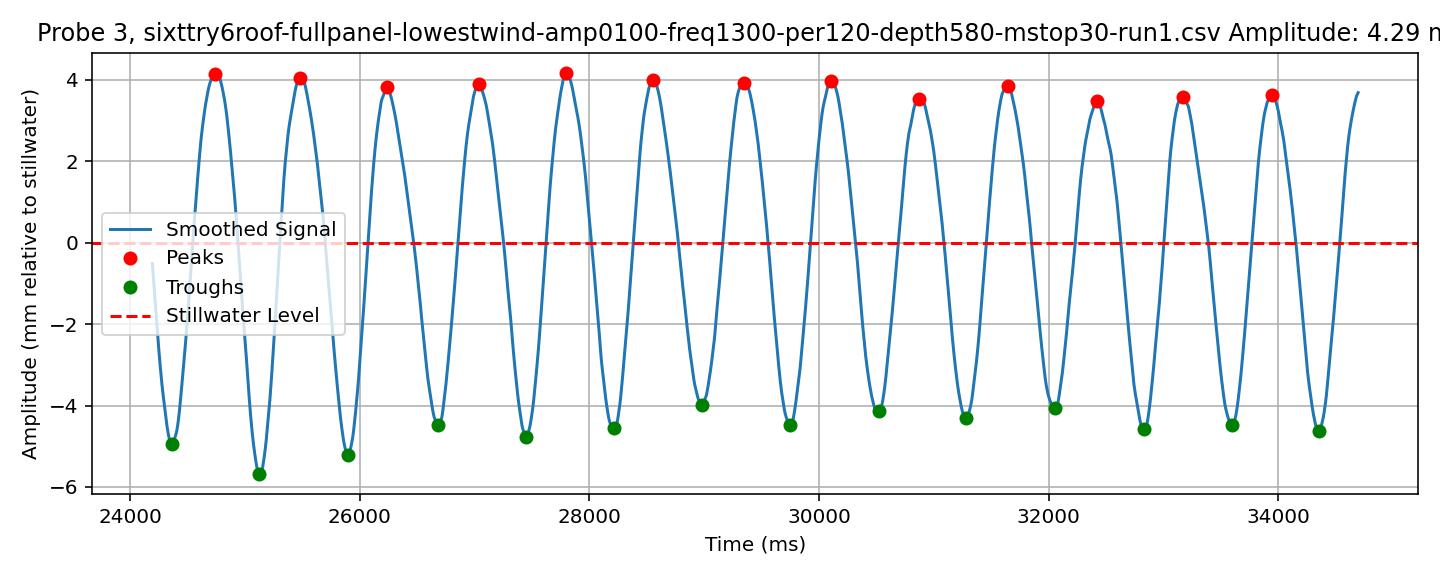 Probe 3, sixttry6roof-fullpanel-lowestwind-amp0100-freq1300-per120-depth580-mstop30-run1.csv Amplitude: 4.29
Amplitude (mm relative to stillwater)
4
2
0
−2
−4
−6
Smoothed Signal
Peaks
Troughs
Stillwater Level
24000 26000 28000 30000 32000 34000
Time (ms)